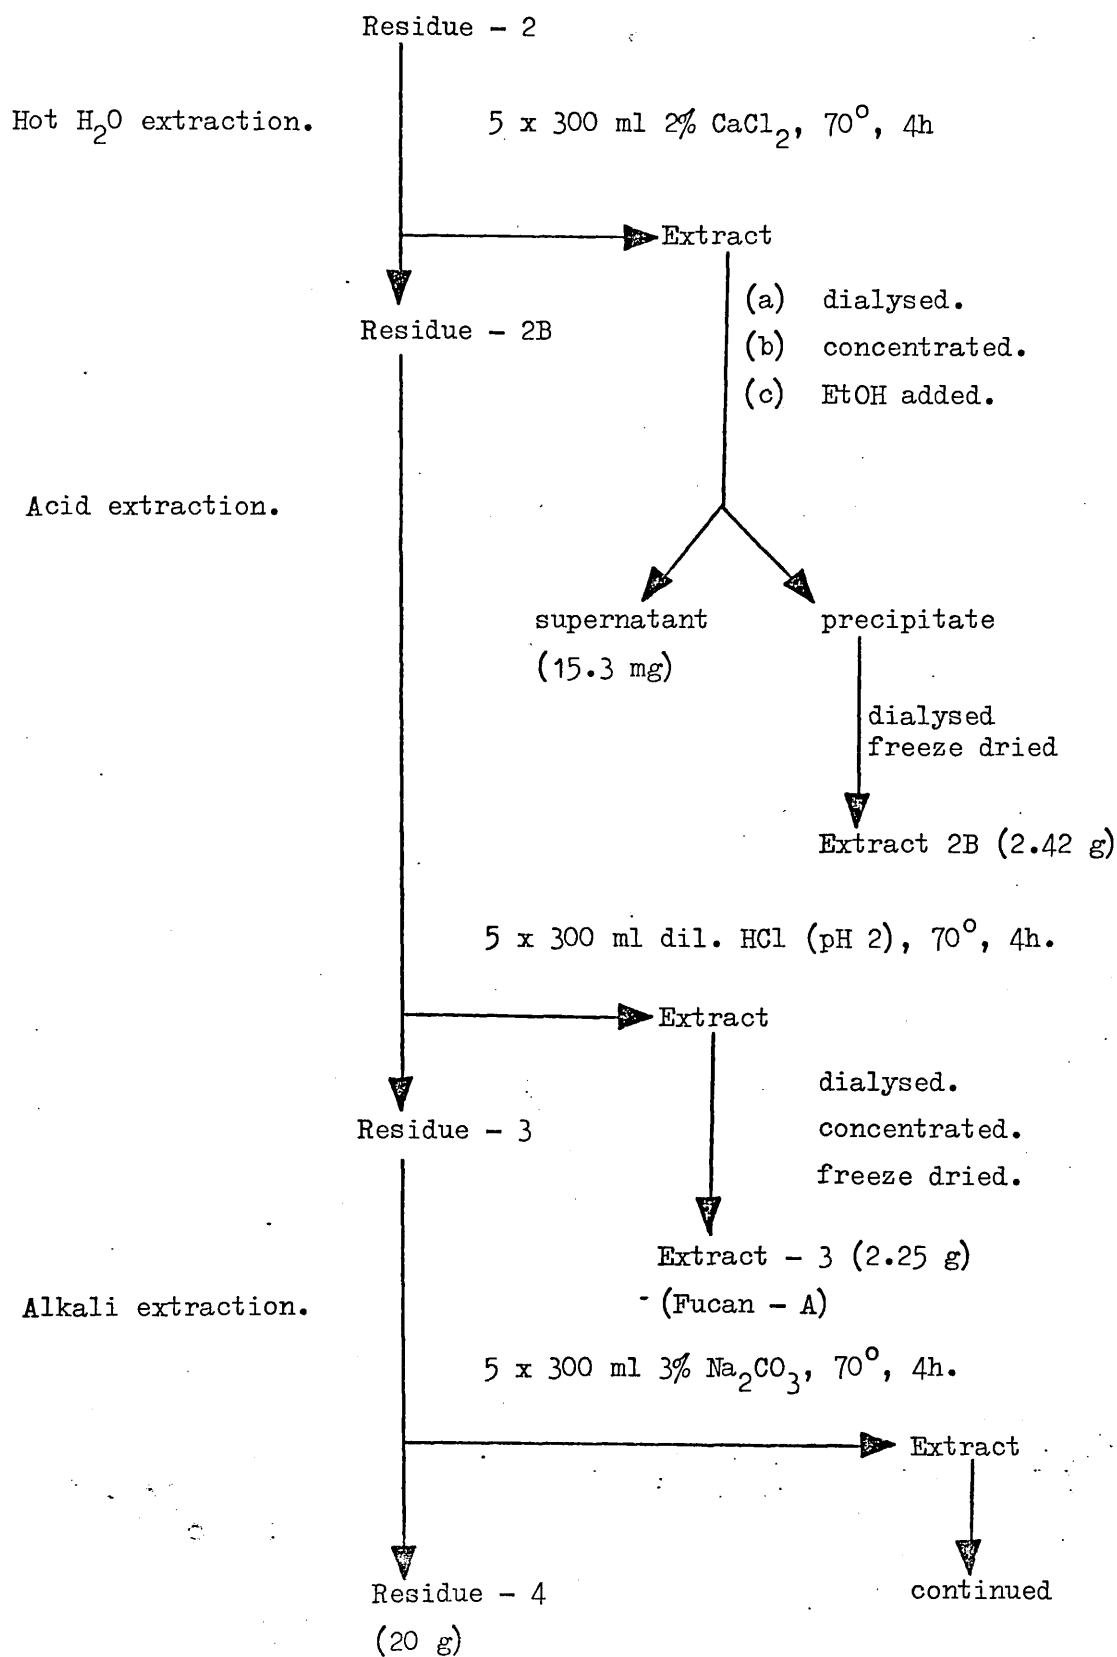 Residue - 2
Hot H2O extraction.
5 x 300 ml 2% CaCl2, 70°, 4h
Extract
(a) dialysed.
(b) concentrated.
(c) EtOH added.
Residue - 2B
Acid extraction.
supernatant
(15.3 mg)
precipitate
dialysed
freeze dried
Extract 2B (2.42 g)
5 x 300 ml dil. HCl (pH 2), 70°, 4h.
Extract
dialysed.
concentrated.
freeze dried.
Residue - 3
Extract - 3 (2.25 g)
(Fucan - A)
Alkali extraction.
5 x 300 ml 3% Na2CO3, 70°, 4h.
Extract
continued
Residue - 4
(20 g)